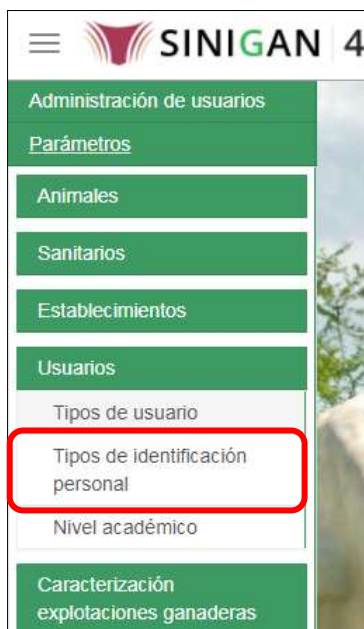 SINIGAN 4
Administración de usuarios
Parámetros
Animales
Sanitarios
Establecimientos
Usuarios
Tipos de usuario
Tipos de identificación
personal
Nivel académico
Caracterización
explotaciones ganaderas